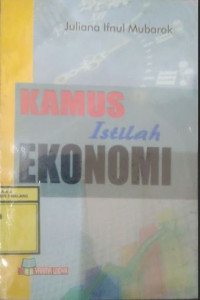 Juliana Ifnul Mubarok
KAMUS
Istilah
EKONOMI